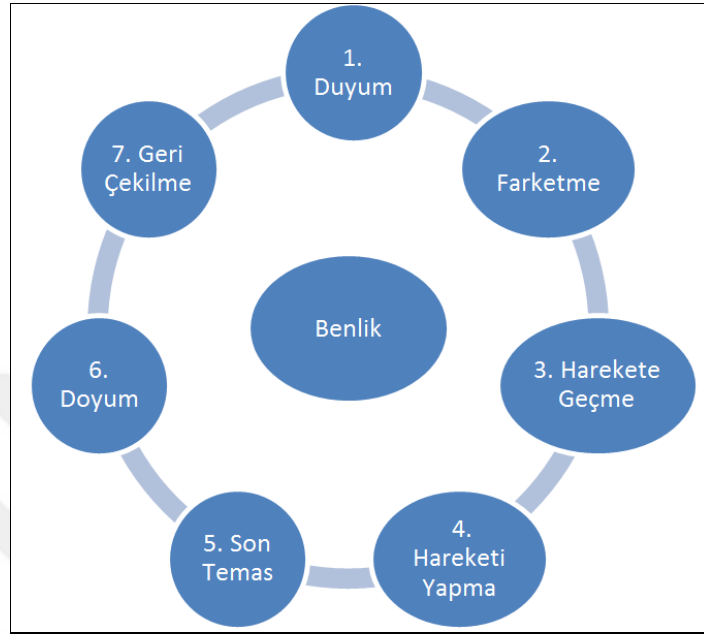 1.
Duyum
2.
Farketme
3. Harekete
Geçme
4.
Hareketi
Yapma
5. Son
Temas
6.
Doyum
7. Geri
Çekilme
Benlik